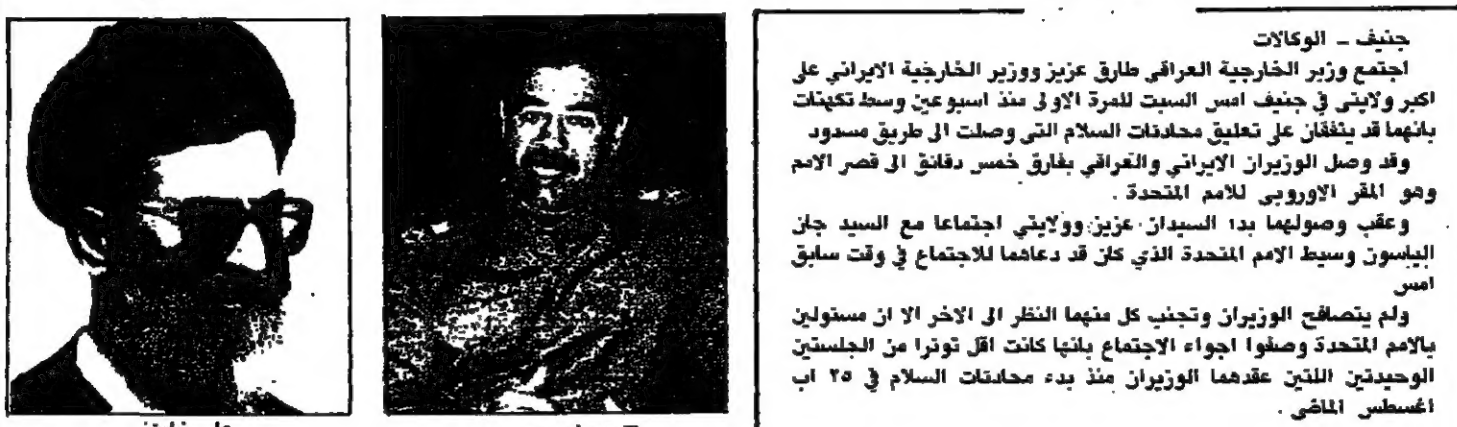 جنيف - الوكالات
اجتمع وزير الخارجية العراقي طارق عزيز ووزير الخارجية الايراني على
اكبر ولايتى في جنيف امس السبت للمرة الاولى منذ اسبوعين وسط تكهنات
بانهما قد يتفقان على تعليق محادثات السلام التى وصلت الى طريق مسدود
وقد وصل الوزيران الايراني والعراقي بفارق خمس دقائق الى قصر الامم
وهو المقر الاوروبى للامم المتحدة .
وعقب وصولهما بدا السيدان عزيز وولايتي اجتماعا مع السيد جان
الياسون وسيط الامم المتحدة الذي كان قد دعاهما للاجتماع في وقت سابق
امس
ولم يتصافح الوزيران وتجنب كل منهما النظر الى الاخر الا ان مسئولين
بالامم المتحدة وصفوا اجواء الاجتماع بانها كانت اقل توترا من الجلستين
الوحيدتين اللتين عقدهما الوزيران منذ بدء محادثات السلام في ٢٥ اب
اغسطس الماضى .